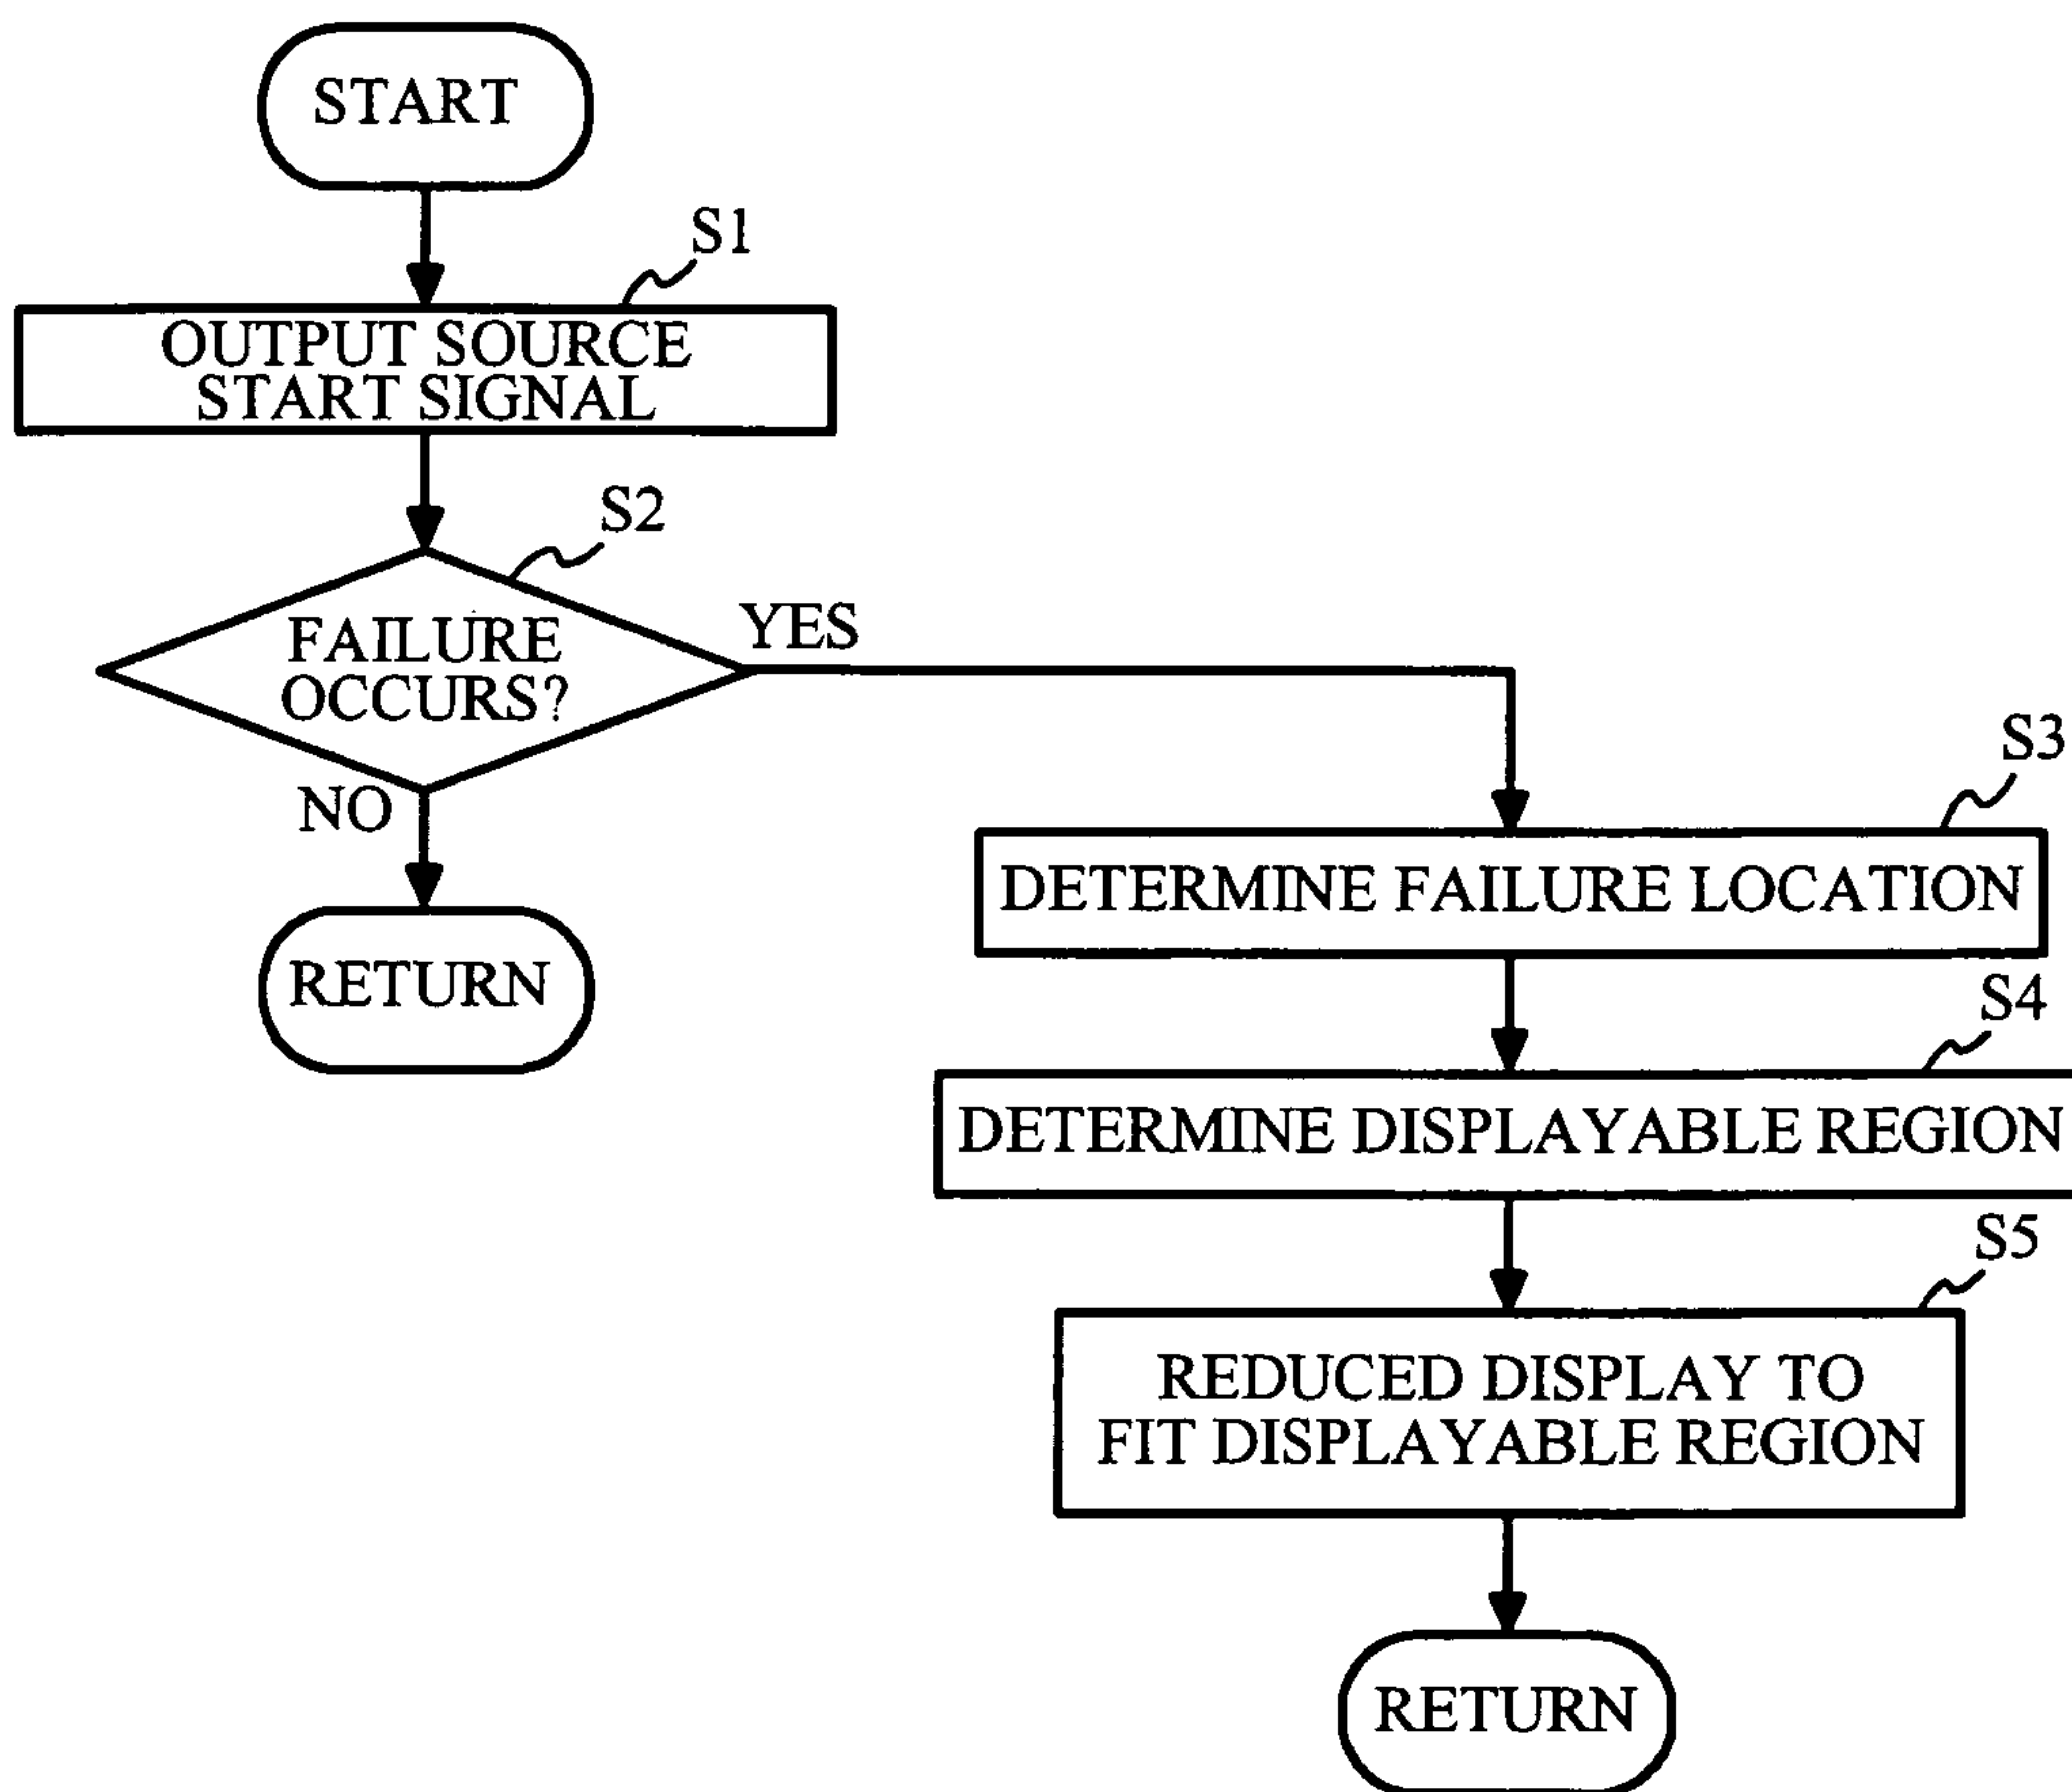 START
S1
OUTPUT SOURCE
START SIGNAL
S2
FAILURE
OCCURS?
YES
NO
RETURN
S3
DETERMINE FAILURE LOCATION
S4
DETERMINE DISPLAYABLE REGION
S5
REDUCED DISPLAY TO
FIT DISPLAYABLE REGION
RETURN